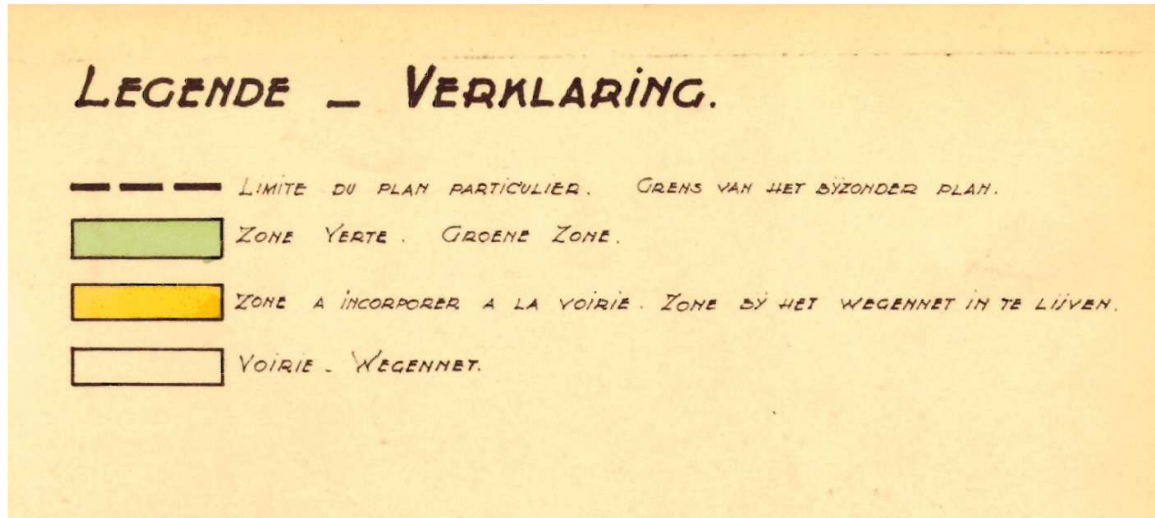 LEGENDE _ VERKLARING.
LIMITE DU PLAN PARTICULIER. GRENS VAN HET BYZONDER PLAN.
ZONE VERTE. GROENE ZONE.
ZONE A INCORPORER A LA VOIRIE. ZONE BY HET WEGENNET IN TE LIJVEN.
VOIRIE - WEGENNET.